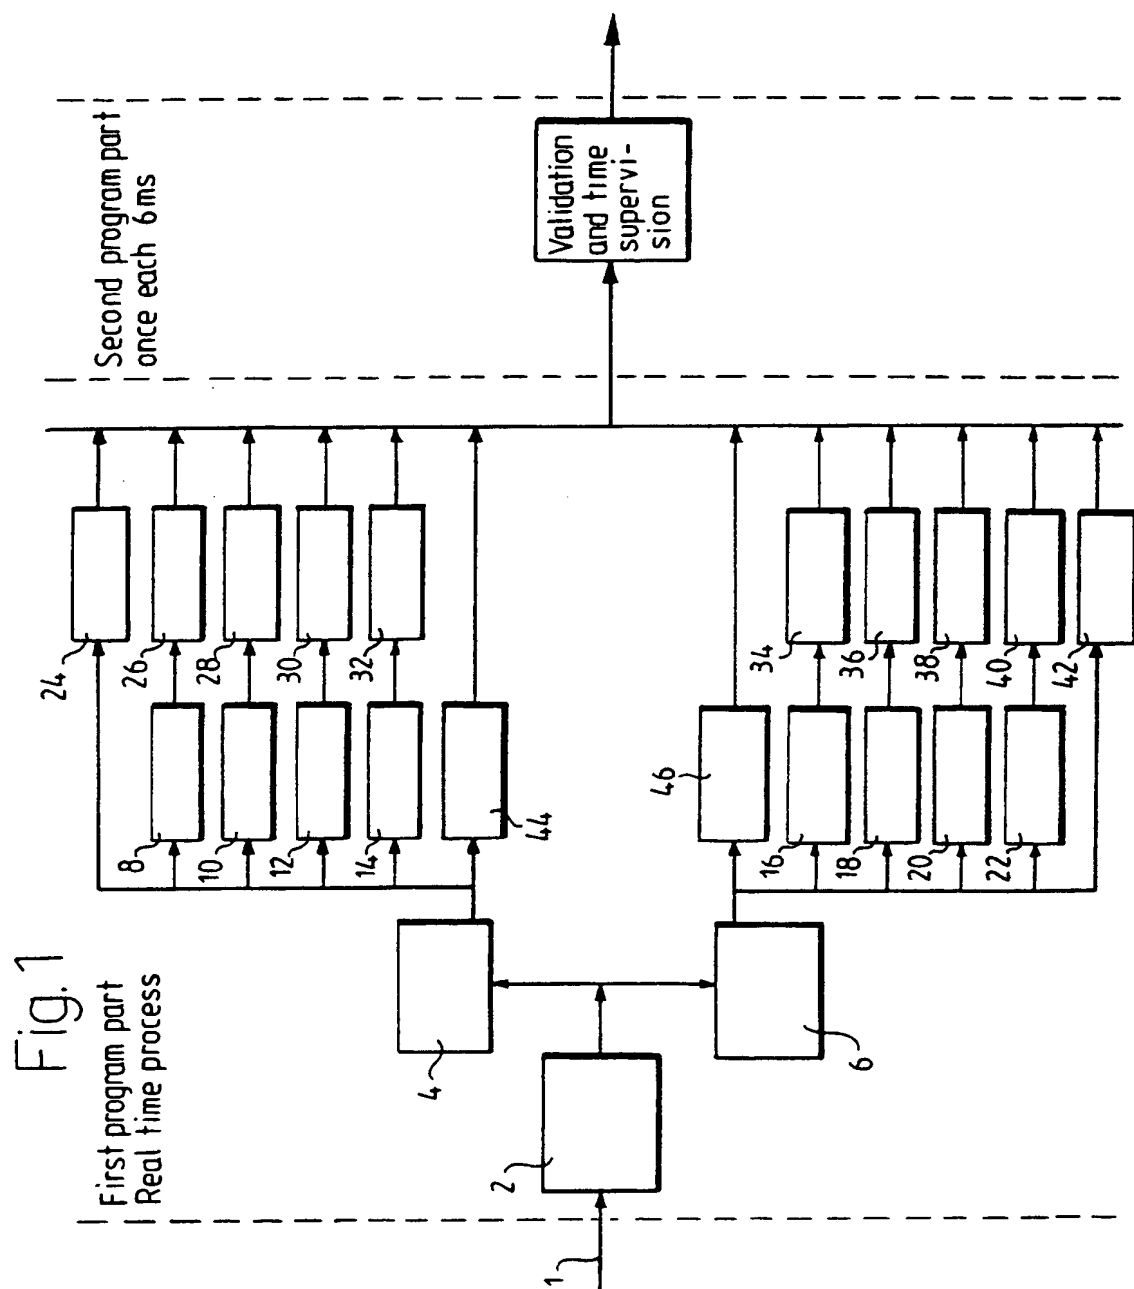 Fig. 1
First program part
Real time process
Second program part
once each 6ms
Validation
and time
supervi-
sion
1
2
4
6
8
10
12
14
44
24
26
28
30
32
46
16
18
20
22
34
36
38
40
42